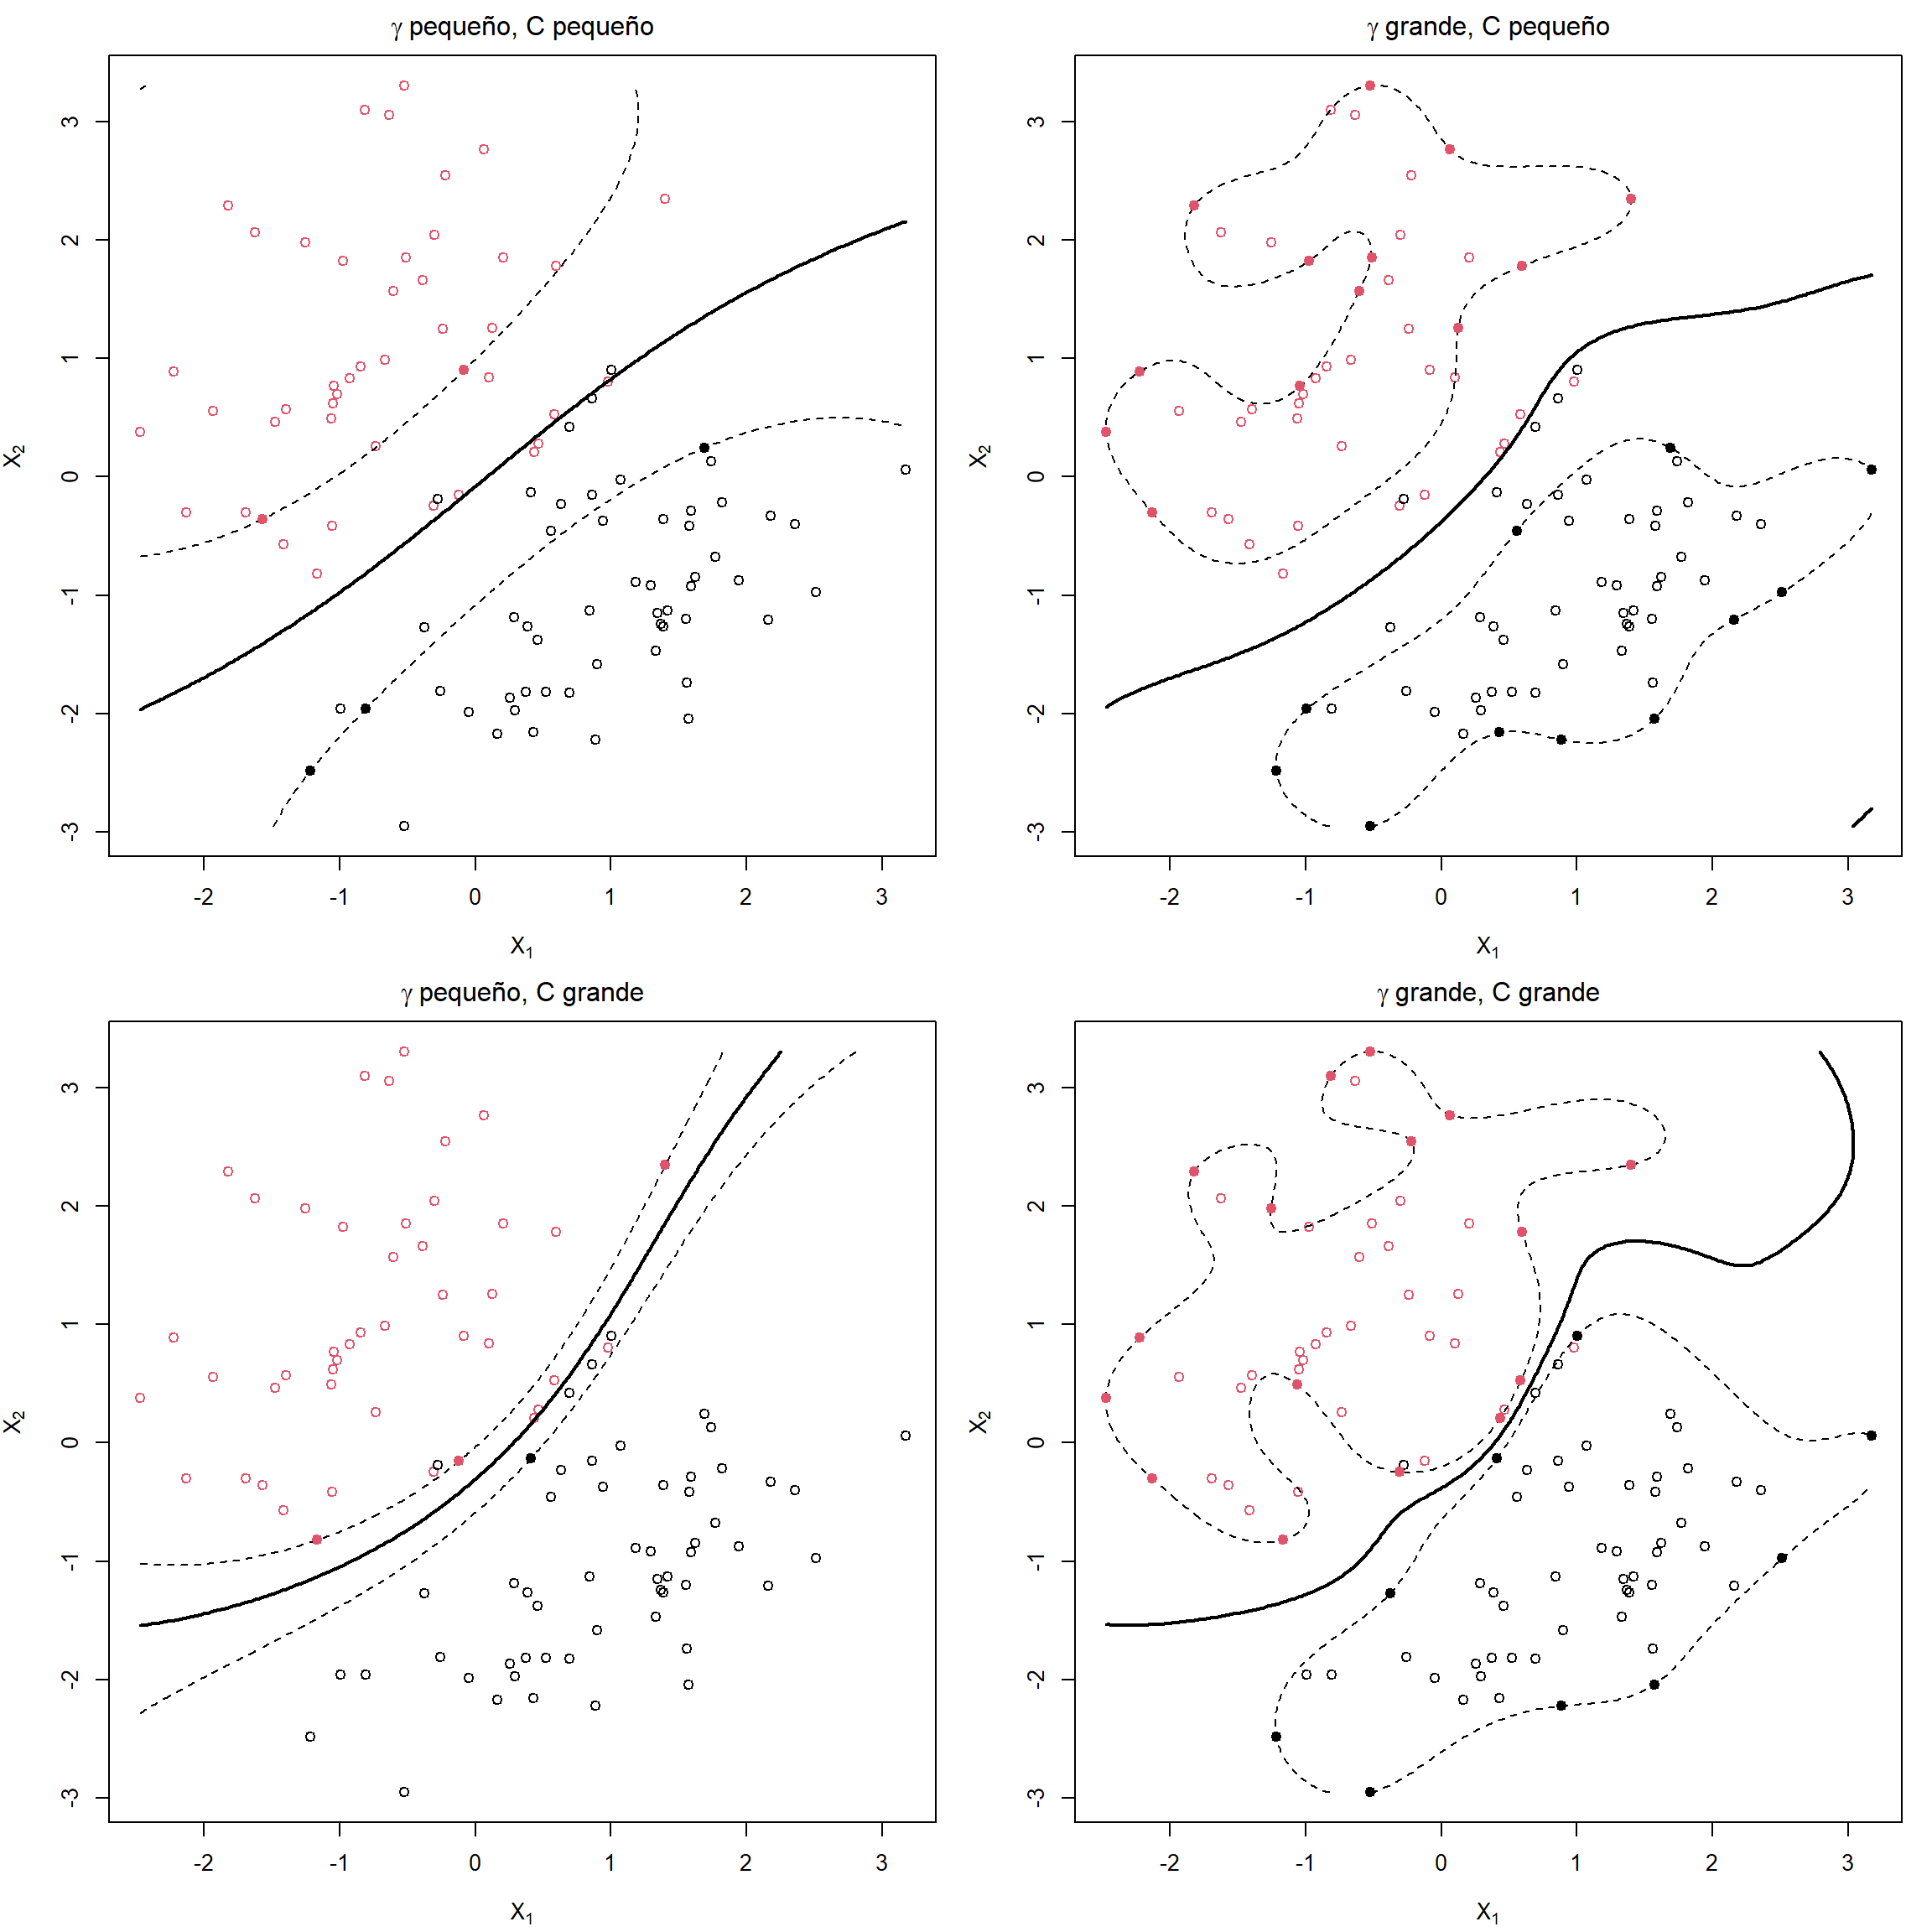 γ pequeño, C pequeño
3
2
1
0
-1
-2
-3
X₂
-2 -1 0 1 2 3
X₁
γ grande, C pequeño
3
2
1
0
-1
-2
-3
X₂
-2 -1 0 1 2 3
X₁
γ pequeño, C grande
3
2
1
0
-1
-2
-3
X₂
-2 -1 0 1 2 3
X₁
γ grande, C grande
3
2
1
0
-1
-2
-3
X₂
-2 -1 0 1 2 3
X₁